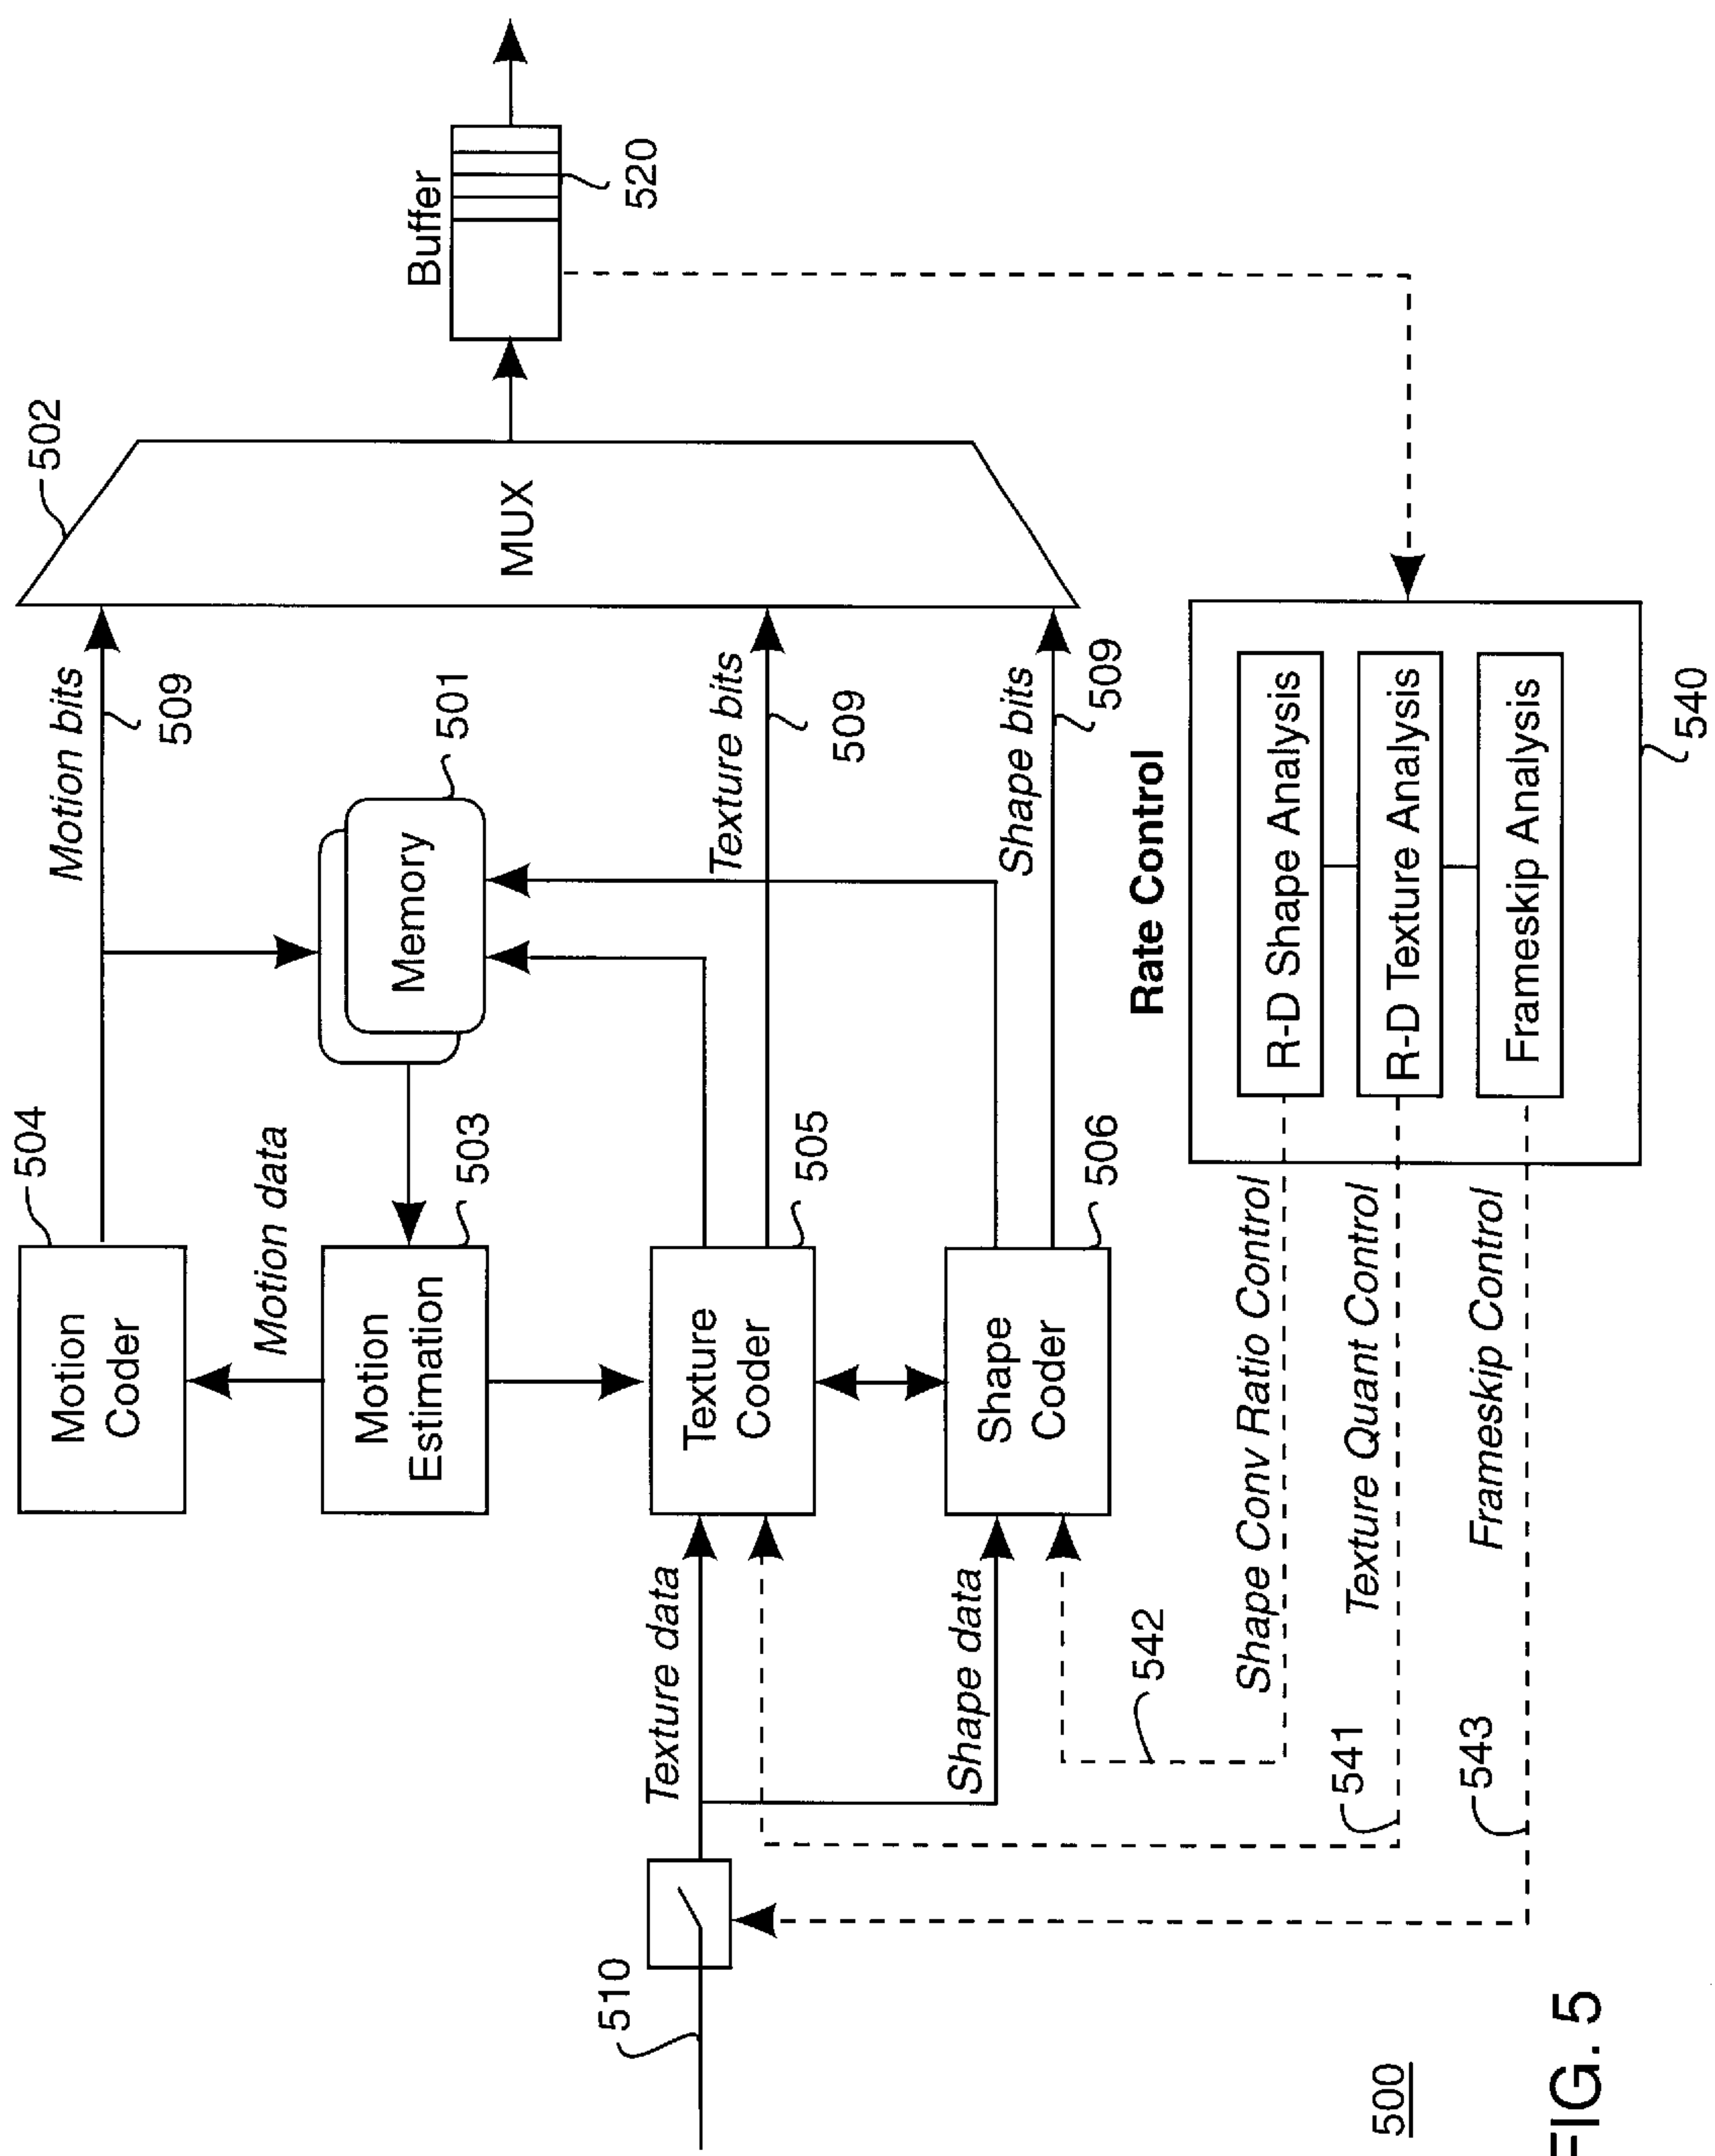 504
Motion
Coder
Motion data
Motion
Estimation
503
Motion bits
509
501
Memory
502
MUX
Buffer
520
510
Texture data
Texture
Coder
505
Texture bits
509
Shape data
Shape
Coder
506
Shape bits
509
542
Shape Conv Ratio Control
541
Texture Quant Control
543
Frameskip Control
Rate Control
R-D Shape Analysis
R-D Texture Analysis
Frameskip Analysis
540
500
FIG. 5